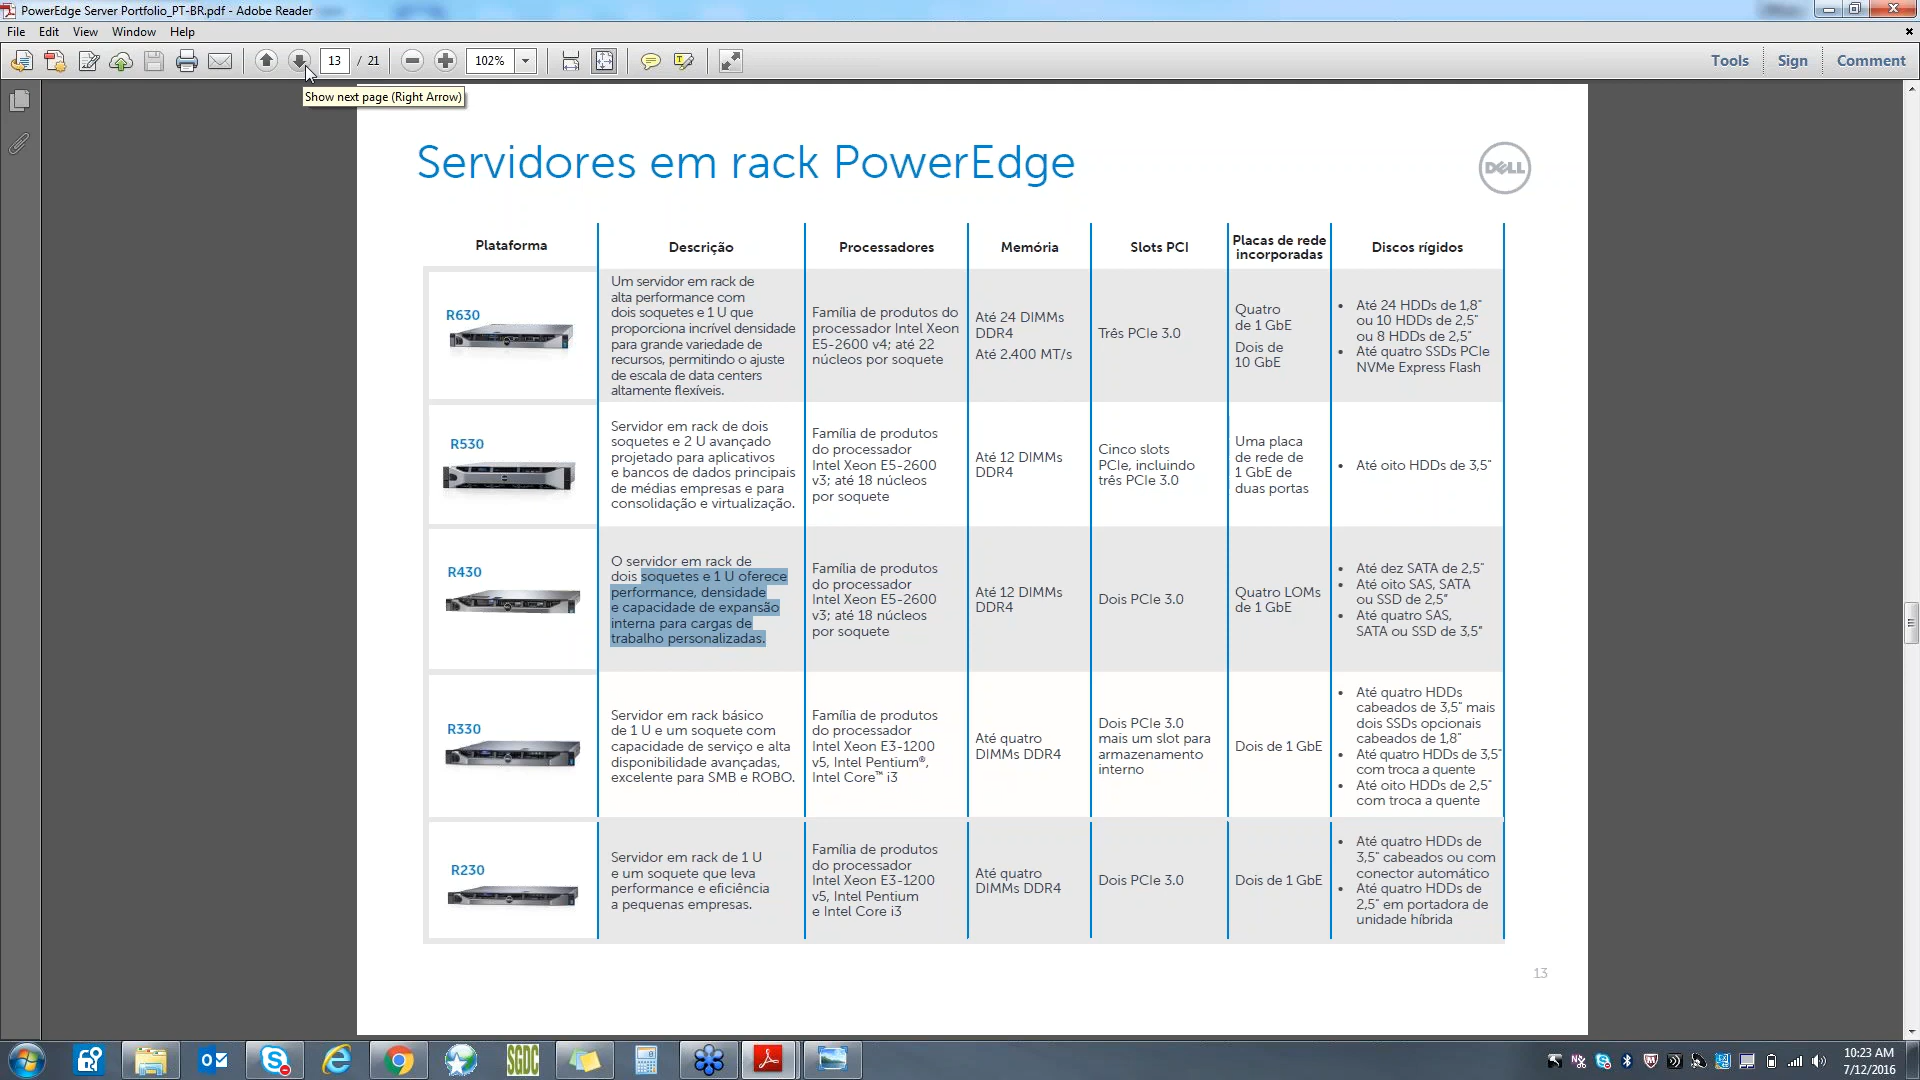 PowerEdge Server Portfolio_PT-BR.pdf - Adobe Reader
File Edit View Window Help
13 / 21 102% Tools Sign Comment
Show next page (Right Arrow)
Servidores em rack PowerEdge
DELL
Plataforma
Descrição
Processadores
Memória
Slots PCI
Placas de rede
incorporadas
Discos rígidos
R630
Um servidor em rack de
alta performance com
dois soquetes e 1 U que
proporciona incrível densidade
para grande variedade de
recursos, permitindo o ajuste
de escala de data centers
altamente flexíveis.
Família de produtos do
processador Intel Xeon
E5-2600 v4; até 22
núcleos por soquete
Até 24 DIMMs
DDR4
Até 2.400 MT/s
Três PCIe 3.0
Quatro
de 1 GbE
Dois de
10 GbE
• Até 24 HDDs de 1,8"
ou 10 HDDs de 2,5"
ou 8 HDDs de 2,5"
• Até quatro SSDs PCIe
NVMe Express Flash
R530
Servidor em rack de dois
soquetes e 2 U avançado
projetado para aplicativos
e bancos de dados principais
de médias empresas e para
consolidação e virtualização.
Família de produtos
do processador
Intel Xeon E5-2600
v3; até 18 núcleos
por soquete
Até 12 DIMMs
DDR4
Cinco slots
PCIe, incluindo
três PCIe 3.0
Uma placa
de rede de
1 GbE de
duas portas
• Até oito HDDs de 3,5"
R430
O servidor em rack de
dois soquetes e 1 U oferece
performance, densidade
e capacidade de expansão
interna para cargas de
trabalho personalizadas.
Família de produtos
do processador
Intel Xeon E5-2600
v3; até 18 núcleos
por soquete
Até 12 DIMMs
DDR4
Dois PCIe 3.0
Quatro LOMs
de 1 GbE
• Até dez SATA de 2,5"
• Até oito SAS, SATA
ou SSD de 2,5"
• Até quatro SAS,
SATA ou SSD de 3,5"
R330
Servidor em rack básico
de 1 U e um soquete com
capacidade de serviço e alta
disponibilidade avançadas,
excelente para SMB e ROBO.
Família de produtos
do processador
Intel Xeon E3-1200
v5, Intel Pentium®,
Intel Core™ i3
Até quatro
DIMMs DDR4
Dois PCIe 3.0
mais um slot para
armazenamento
interno
Dois de 1 GbE
• Até quatro HDDs
cabeados de 3,5" mais
dois SSDs opcionais
cabeados de 1,8"
• Até quatro HDDs de 3,5"
com troca a quente
• Até oito HDDs de 2,5"
com troca a quente
R230
Servidor em rack de 1 U
e um soquete que leva
performance e eficiência
a pequenas empresas.
Família de produtos
do processador
Intel Xeon E3-1200
v5, Intel Pentium
e Intel Core i3
Até quatro
DIMMs DDR4
Dois PCIe 3.0
Dois de 1 GbE
• Até quatro HDDs de
3,5" cabeados ou com
conector automático
• Até quatro HDDs de
2,5" em portadora de
unidade híbrida
13
SGDC
10:23 AM
7/12/2016